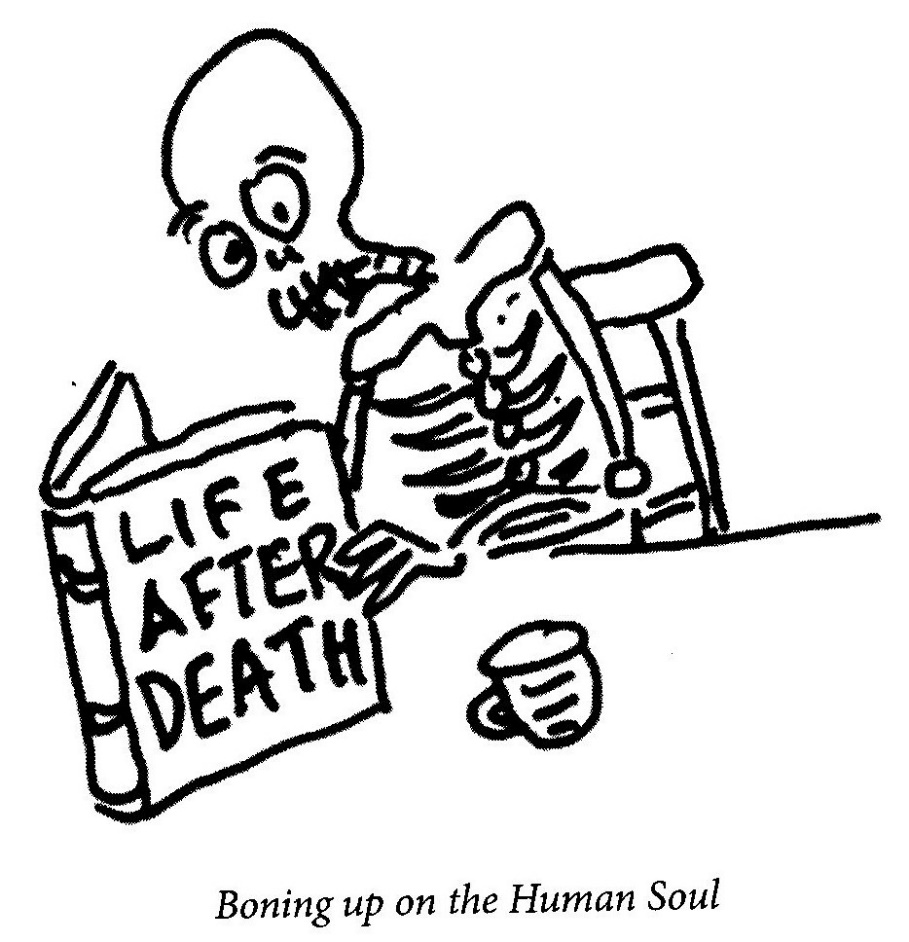 LIFE
AFTER
DEATH
Boning up on the Human Soul